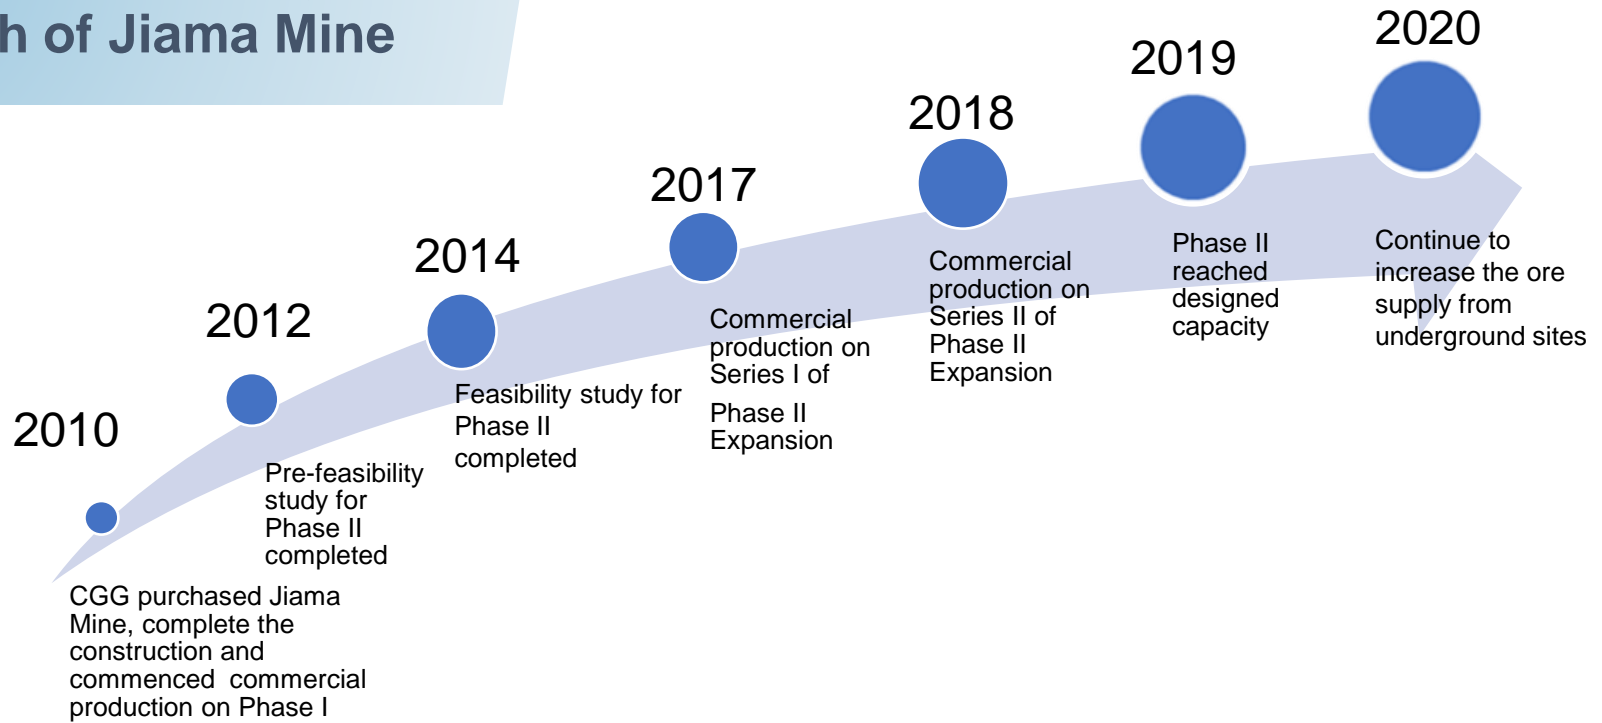 h of Jiama Mine
2010
CGG purchased Jiama
Mine, complete the
construction and
commenced commercial
production on Phase I
2012
Pre-feasibility
study for
Phase II
completed
2014
Feasibility study for
Phase II
completed
2017
Commercial
production on
Series I of
Phase II
Expansion
2018
Commercial
production on
Series II of
Phase II
Expansion
2019
Phase II
reached
designed
capacity
2020
Continue to
increase the ore
supply from
underground sites